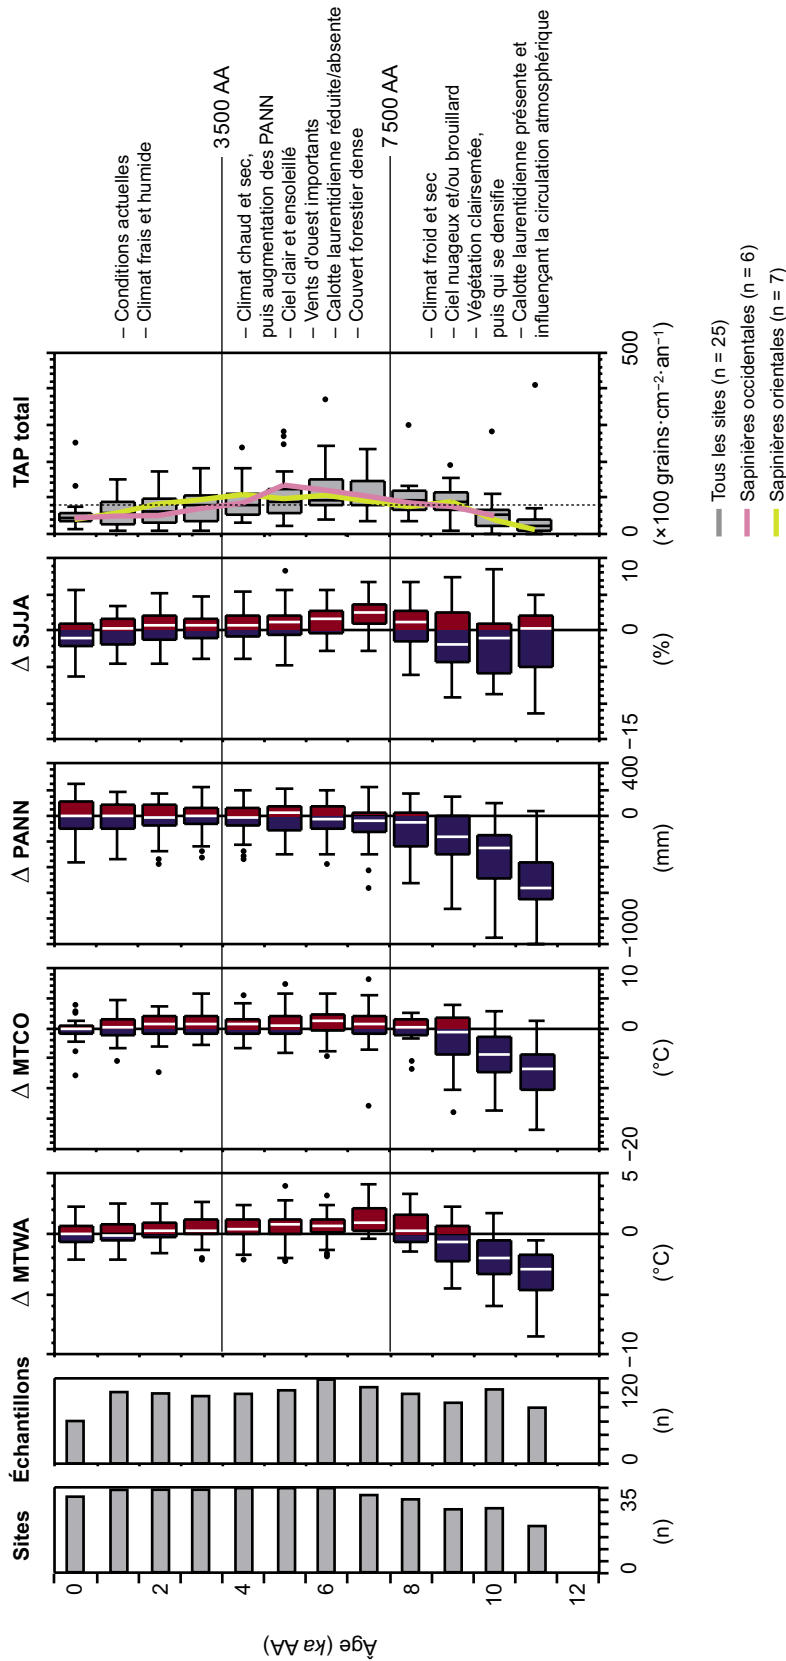 Sites
Échantillons
Δ MTWA
Δ MTCO
Δ PANN
Δ SJJA
TAP total
Âge (ka AA)
0
2
4
6
8
10
12
0
35
(n)
0
120
(n)
−10
0
5
(°C)
−20
0
10
(°C)
−1000
0
400
(mm)
−15
0
10
(%)
0
500
(×100 grains·cm−2·an−1)
– Conditions actuelles
– Climat frais et humide
3 500 AA
– Climat chaud et sec,
puis augmentation des PANN
– Ciel clair et ensoleillé
– Vents d'ouest importants
– Calotte laurentidienne réduite/absente
– Couvert forestier dense
7 500 AA
– Climat froid et sec
– Ciel nuageux et/ou brouillard
– Végétation clairsemée,
puis qui se densifie
– Calotte laurentidienne présente et
influençant la circulation atmosphérique
Tous les sites (n = 25)
Sapinières occidentales (n = 6)
Sapinières orientales (n = 7)